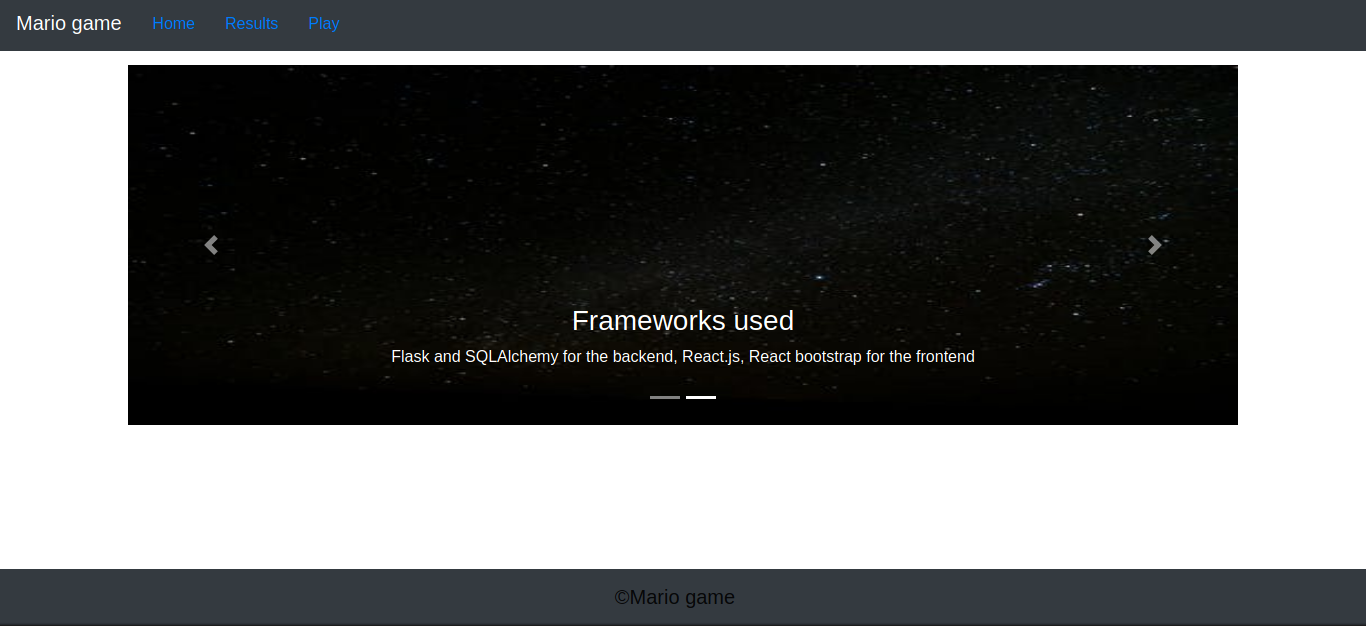 Mario game Home Results Play
Frameworks used
Flask and SQLAlchemy for the backend, React.js, React bootstrap for the frontend
©Mario game